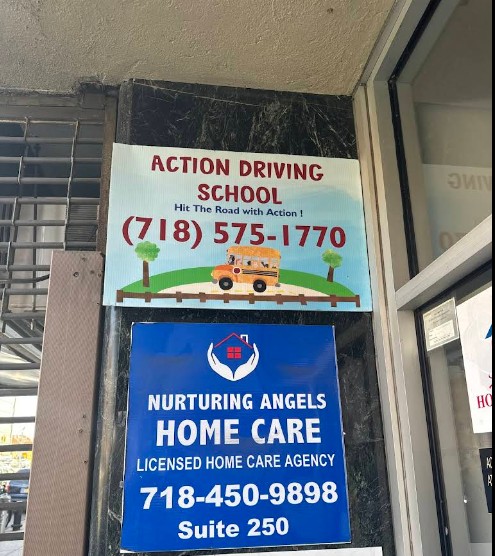 ACTION DRIVING
SCHOOL
Hit The Road with Action !
(718) 575-1770
NURTURING ANGELS
HOME CARE
LICENSED HOME CARE AGENCY
718-450-9898
Suite 250